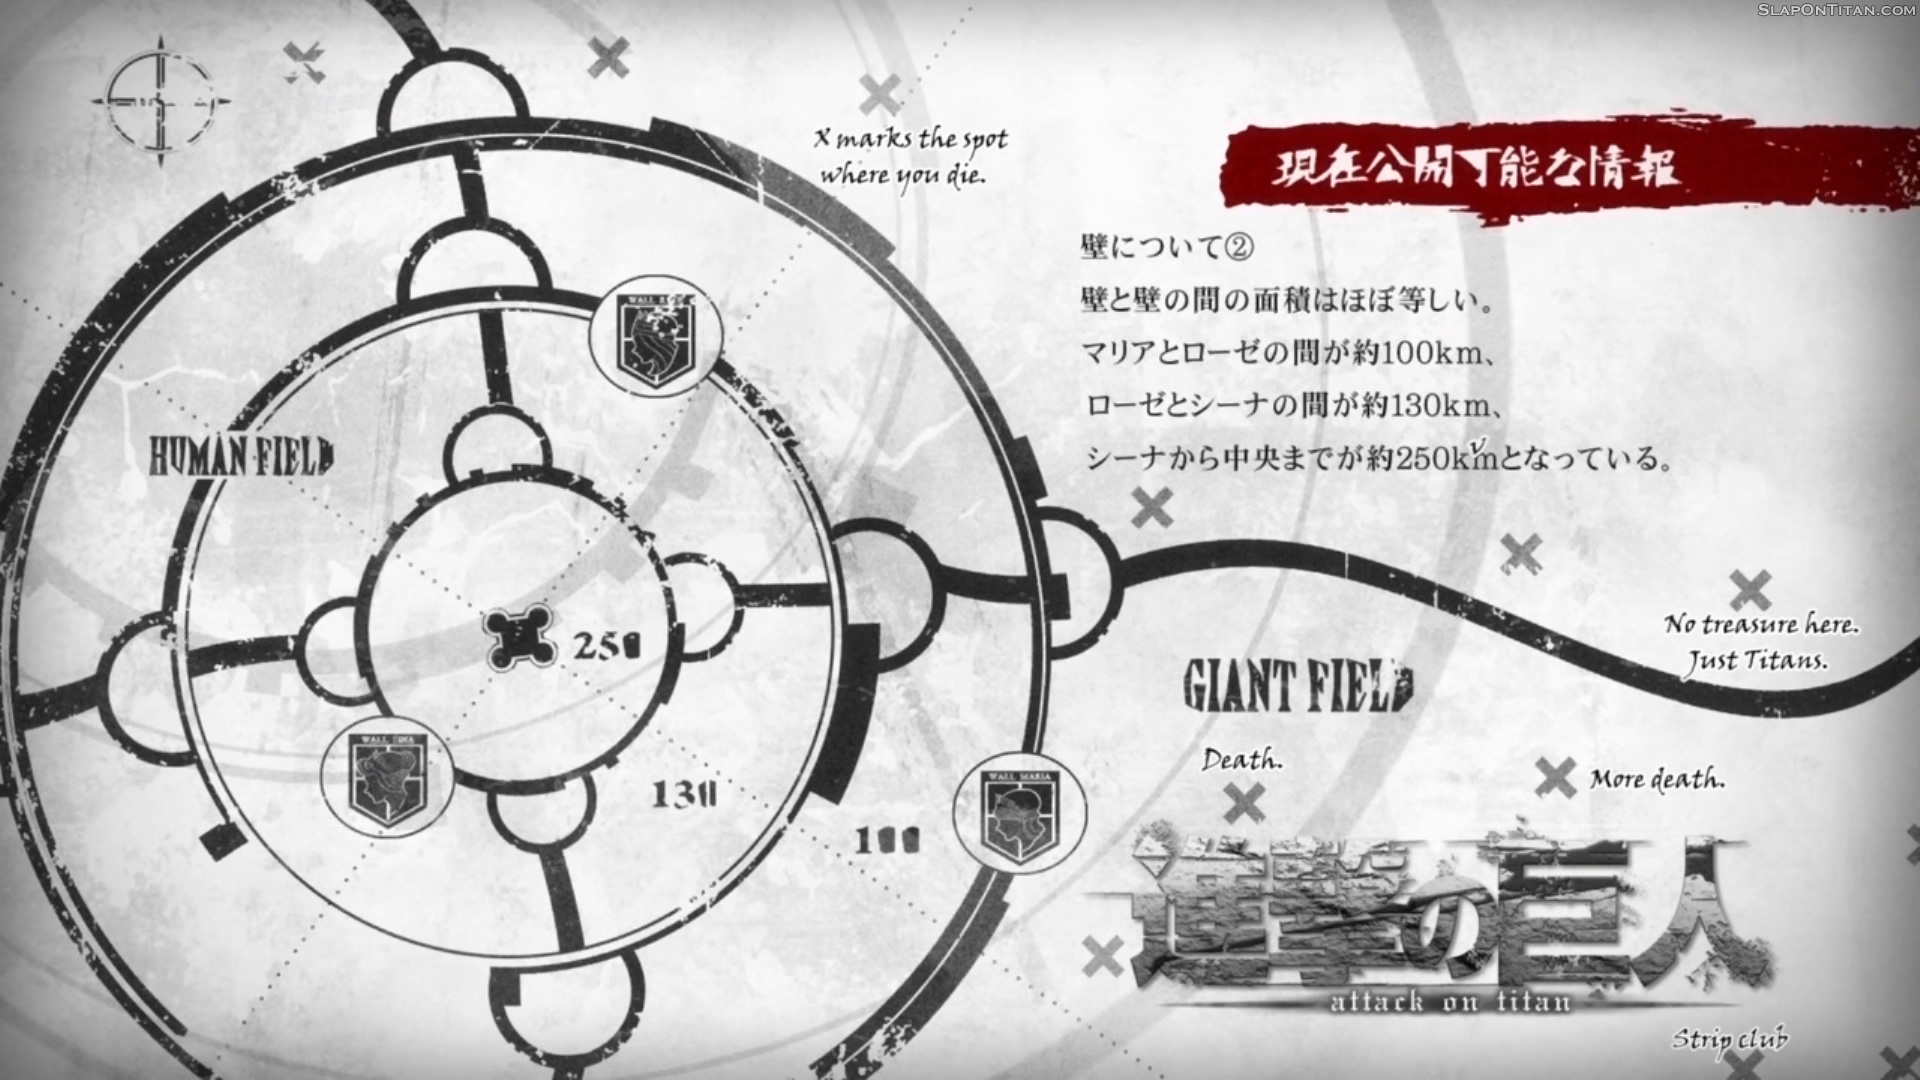 SLAPONTITAN.COM
X marks the spot
where you die.
現在公開可能な情報
壁について②
壁と壁の間の面積はほぼ等しい。
マリアとローゼの間が約100km、
ローゼとシーナの間が約130km、
シーナから中央までが約250kmとなっている。
WALL
HUMAN FIELD
250
No treasure here.
Just Titans.
GIANT FIELD
WALL SINA
Death.
More death.
130
WALL MARIA
100
進撃の巨人
attack on titan
Strip club